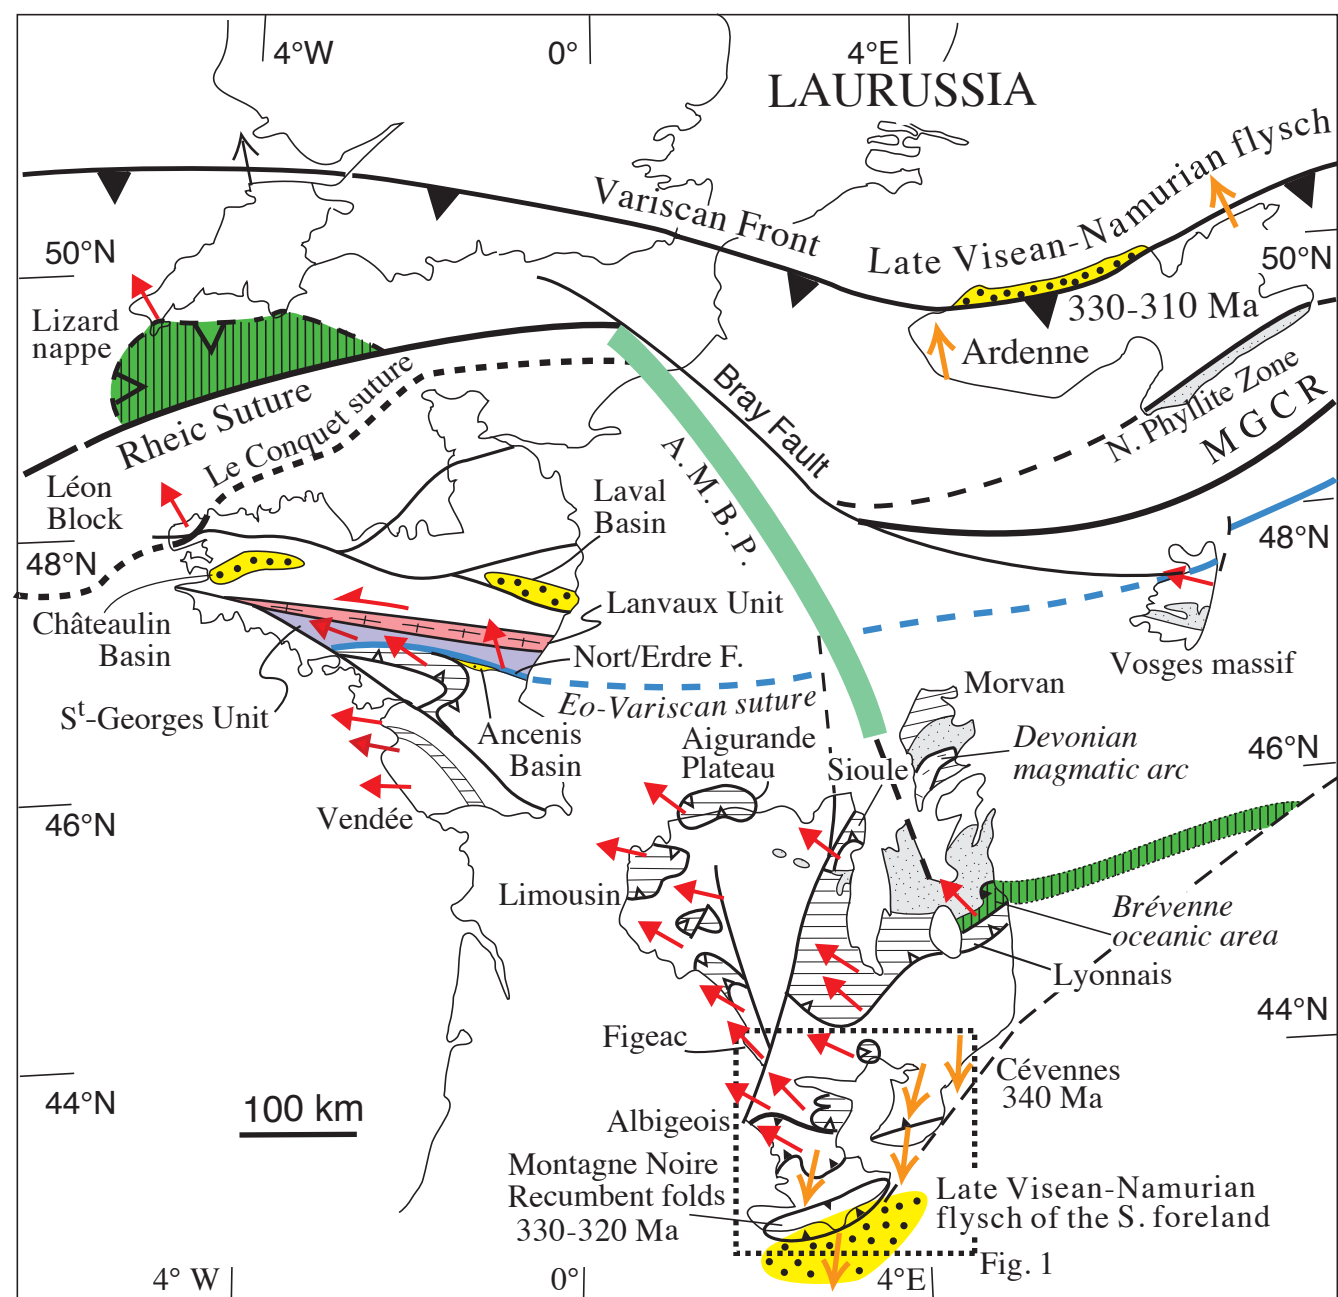 4°W
0°
4°E
LAURUSSIA
Variscan Front
Late Visean-Namurian flysch
50°N
50°N
330-310 Ma
Lizard
nappe
Ardenne
Rheic Suture
Le Conquet suture
Bray Fault
N. Phyllite Zone
MGCR
A. M. B. P.
Léon
Block
Laval
Basin
48°N
48°N
Châteaulin
Basin
Lanvaux Unit
Nort/Erdre F.
Vosges massif
St-Georges Unit
Eo-Variscan suture
Morvan
Ancenis
Basin
Aigurande
Plateau
Sioule
Devonian
magmatic arc
46°N
46°N
Vendée
Limousin
Brévenne
oceanic area
Lyonnais
44°N
Figeac
Cévennes
340 Ma
44°N
100 km
Albigeois
Montagne Noire
Recumbent folds
330-320 Ma
Late Visean-Namurian
flysch of the S. foreland
Fig. 1
4° W
0°
4°E